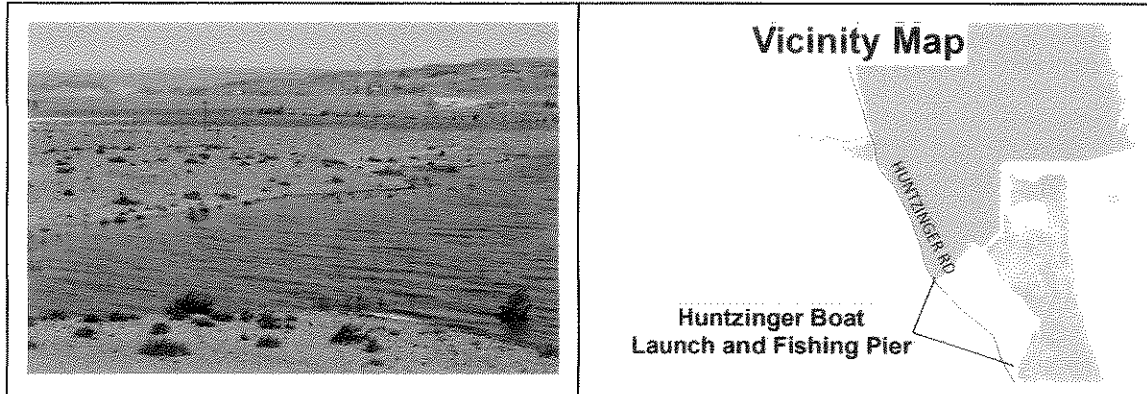 Vicinity Map
HUNTZINGER RD
Huntzinger Boat
Launch and Fishing Pier